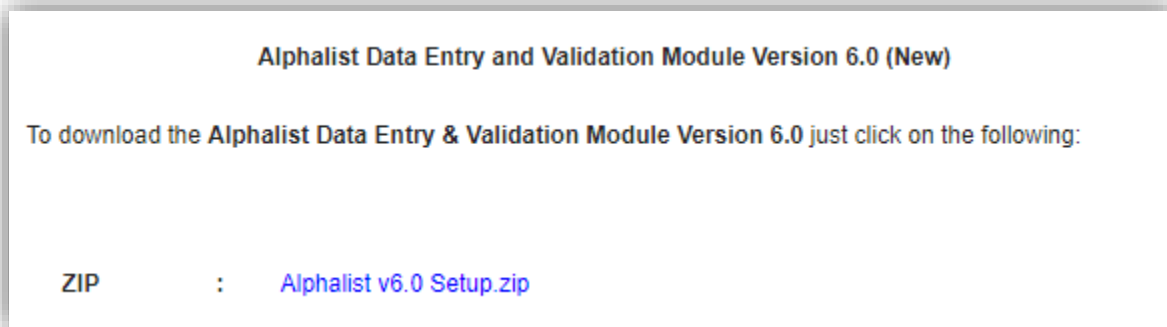 Alphalist Data Entry and Validation Module Version 6.0 (New)
To download the Alphalist Data Entry & Validation Module Version 6.0 just click on the following:
ZIP : Alphalist v6.0 Setup.zip